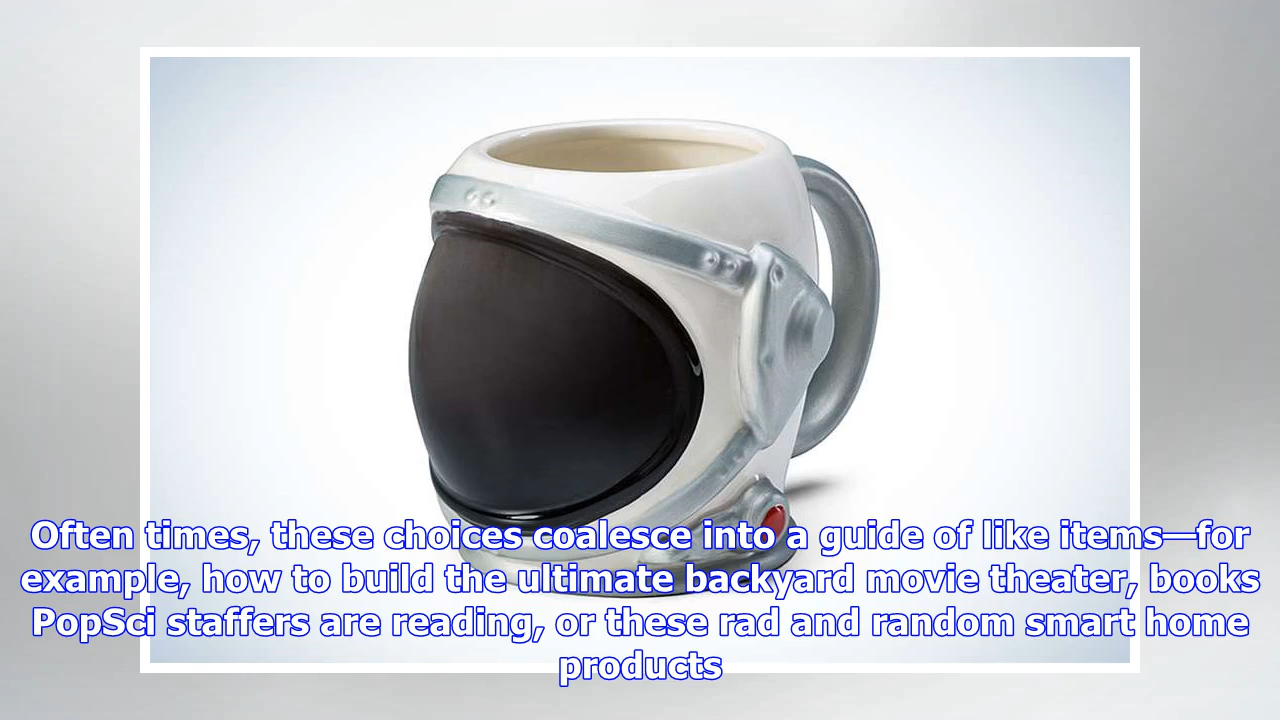 Often times, these choices coalesce into a guide of like items—for
example, how to build the ultimate backyard movie theater, books
PopSci staffers are reading, or these rad and random smart home
products